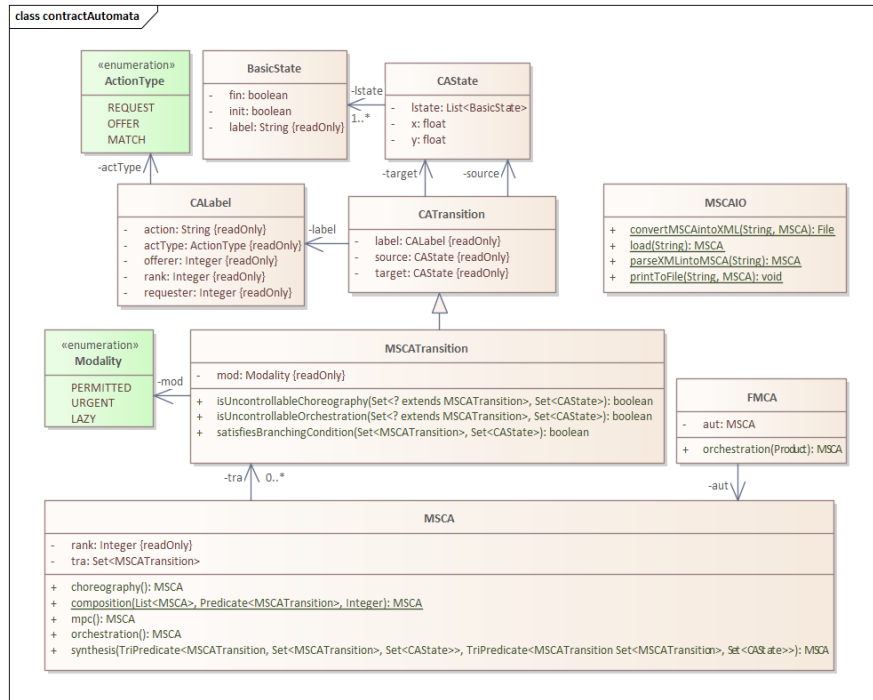 class contractAutomata
«enumeration»
ActionType
REQUEST
OFFER
MATCH
BasicState
- fin: boolean
- init: boolean
- label: String {readOnly}
-lstate
1..*
CAState
- lstate: List<BasicState>
- x: float
- y: float
-actType
-target
-source
CALabel
- action: String {readOnly}
- actType: ActionType {readOnly}
- offerer: Integer {readOnly}
- rank: Integer {readOnly}
- requester: Integer {readOnly}
-label
CATransition
- label: CALabel {readOnly}
- source: CAState {readOnly}
- target: CAState {readOnly}
MSCAIO
+ convertMSCAintoXML(String, MSCA): File
+ load(String): MSCA
+ parseXMLintoMSCA(String): MSCA
+ printToFile(String, MSCA): void
«enumeration»
Modality
PERMITTED
URGENT
LAZY
-mod
MSCATransition
- mod: Modality {readOnly}
+ isUncontrollableChoreography(Set<? extends MSCATransition>, Set<CAState>): boolean
+ isUncontrollableOrchestration(Set<? extends MSCATransition>, Set<CAState>): boolean
+ satisfiesBranchingCondition(Set<MSCATransition>, Set<CAState>): boolean
FMCA
- aut: MSCA
+ orchestration(Product): MSCA
-tra
0..*
-aut
MSCA
- rank: Integer {readOnly}
- tra: Set<MSCATransition>
+ choreography(): MSCA
+ composition(List<MSCA>, Predicate<MSCATransition>, Integer): MSCA
+ mpc(): MSCA
+ orchestration(): MSCA
+ synthesis(TriPredicate<MSCATransition, Set<MSCATransition>, Set<CAState>>, TriPredicate<MSCATransition Set<MSCATransition>, Set<CAState>>): MSCA